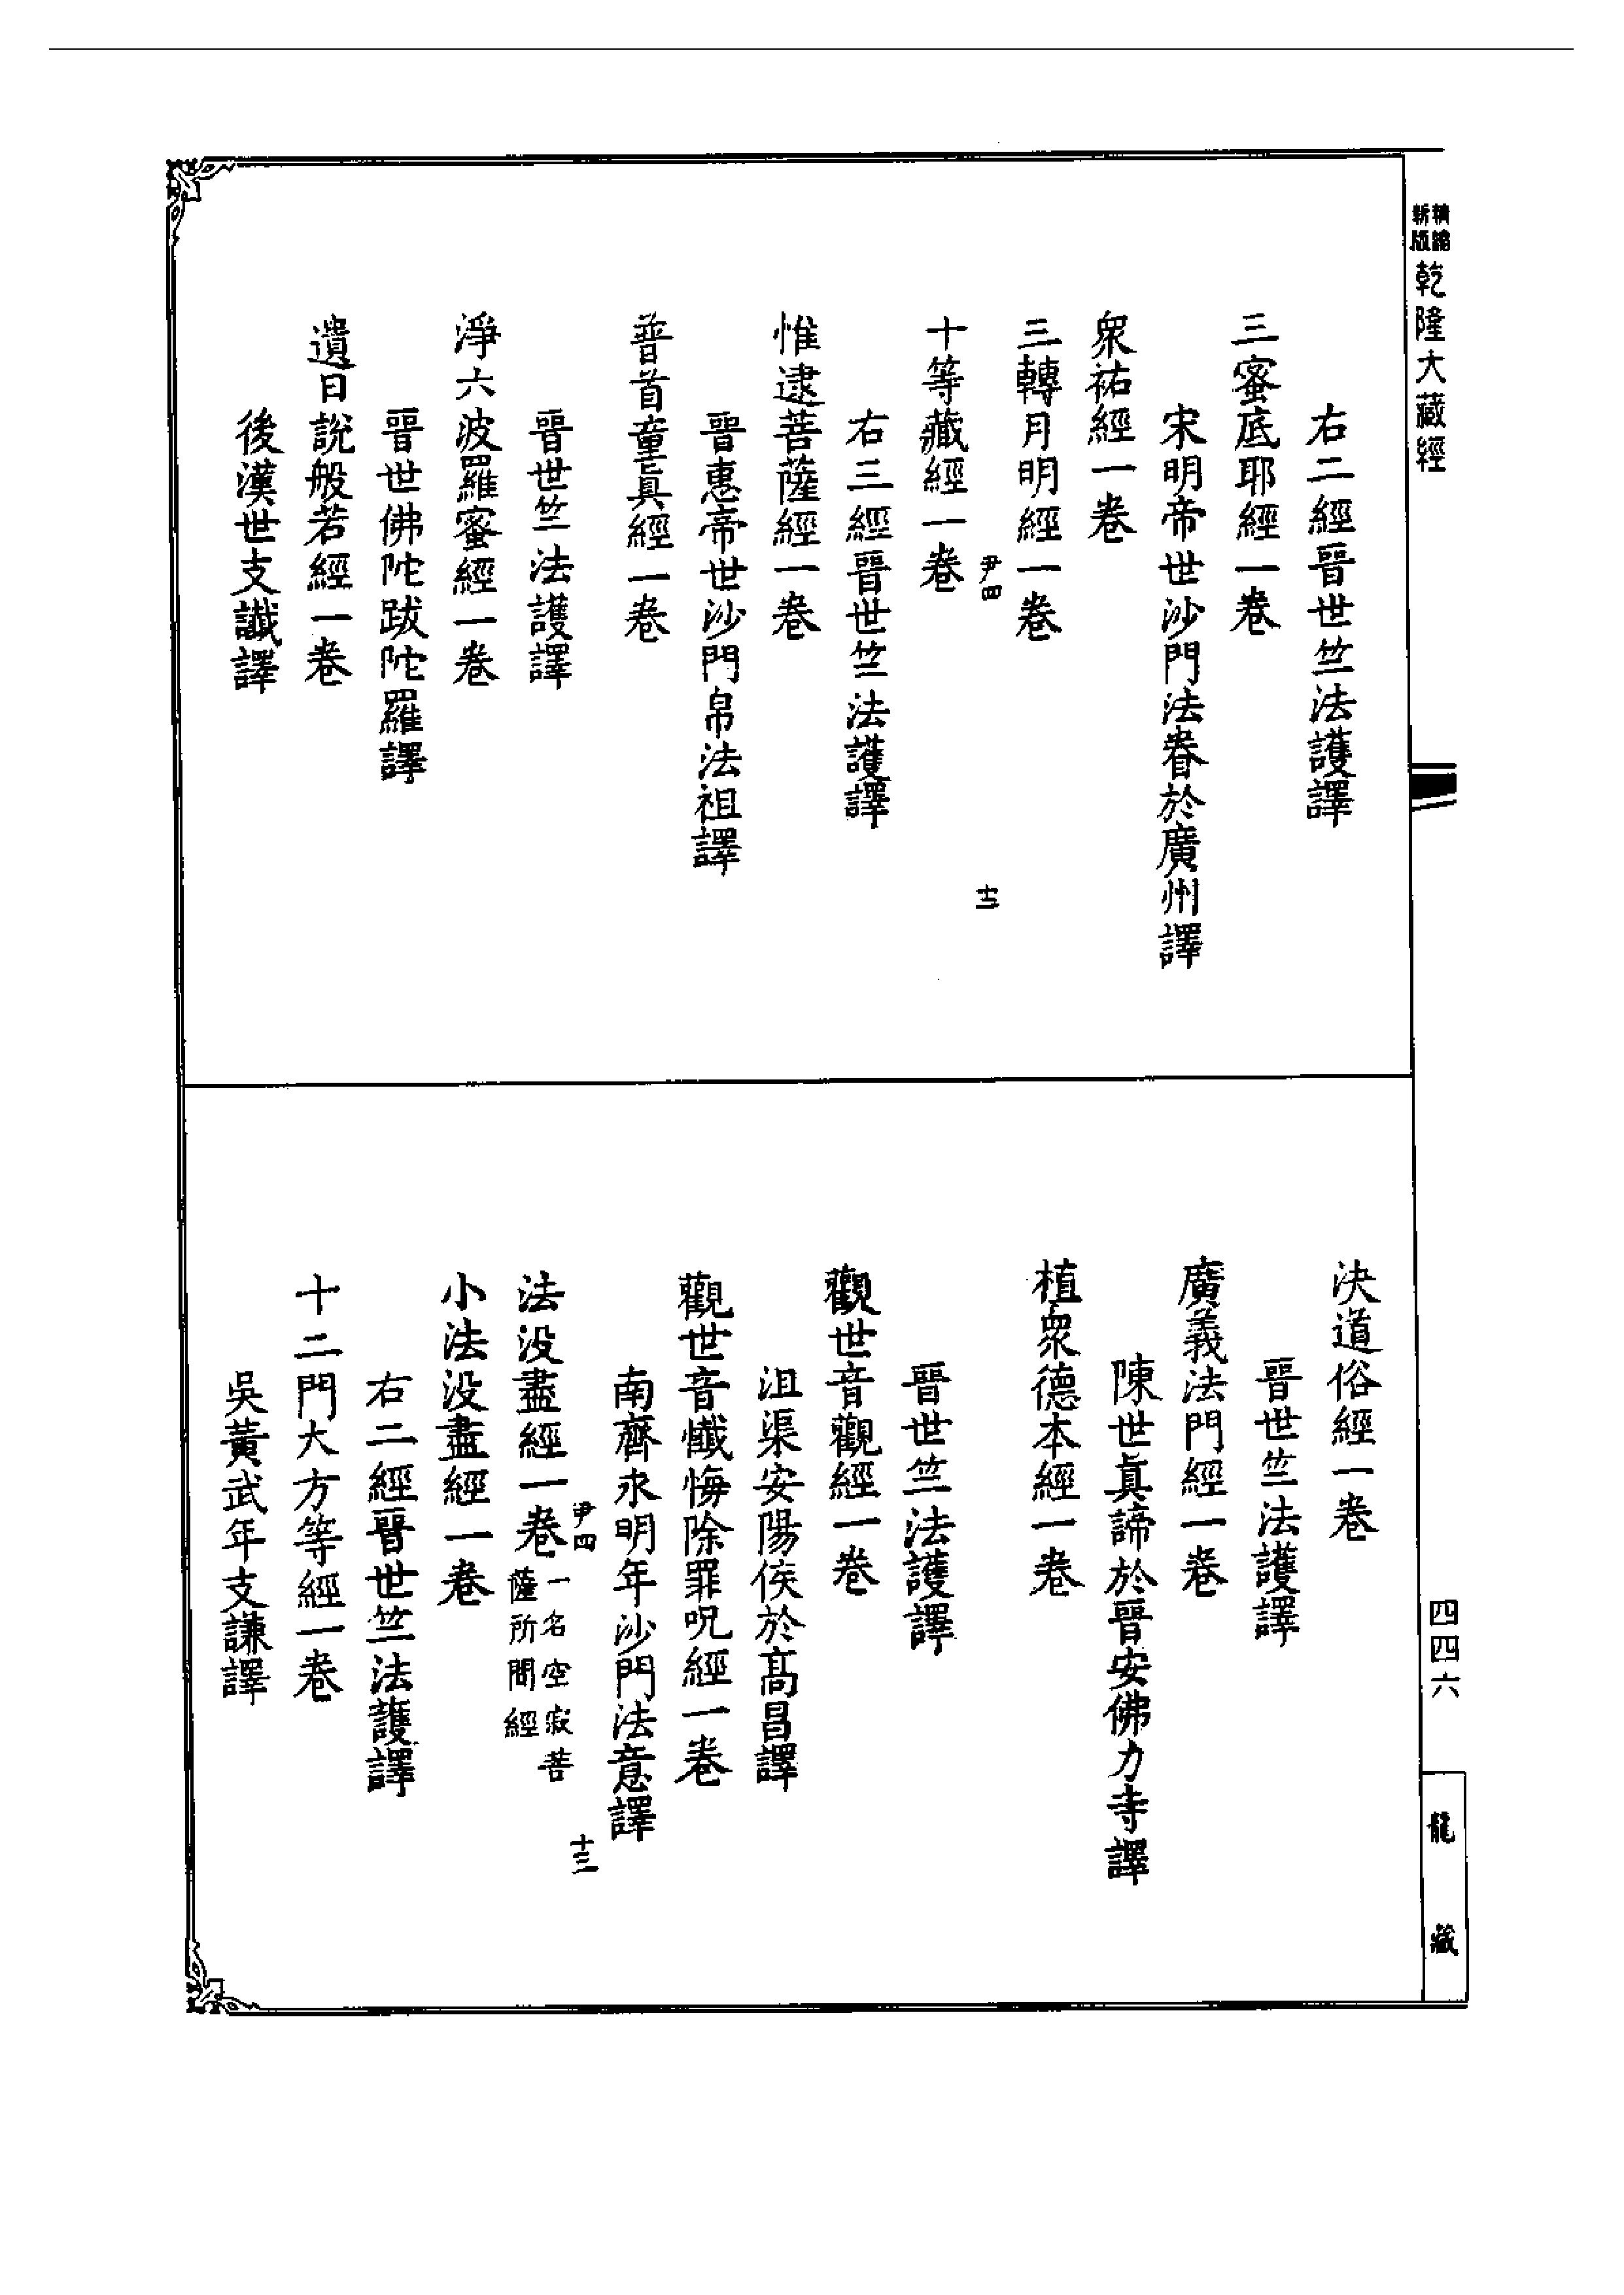 新版
精縮
乾隆大藏經
右二經晉世竺法護譯
三蜜底耶經一卷
宋明帝世沙門法眷於廣州譯
衆祐經一卷
三轉月明經一卷
尹四
十三
十等藏經一卷
右三經晉世竺法護譯
惟逮菩薩經一卷
晉惠帝世沙門帛法祖譯
普首童眞經一卷
晉世竺法護譯
淨六波羅蜜經一卷
晉世佛陀跋陀羅譯
遺日說般若經一卷
後漢世支讖譯
决道俗經一卷
晉世竺法護譯
廣義法門經一卷
陳世眞諦於晉安佛力寺譯
植衆德本經一卷
晉世竺法護譯
觀世音觀經一卷
沮渠安陽侯於高昌譯
觀世音懺悔除罪呪經一卷
南齊永明年沙門法意譯
尹四
十三
法没盡經一卷 一名空寂菩
薩所問經
小法没盡經一卷
右二經晉世竺法護譯
十二門大方等經一卷
吳黃武年支謙譯
四四六
龍藏